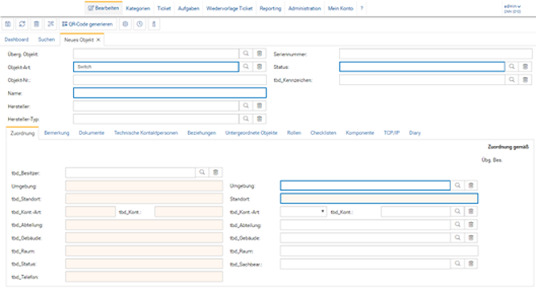 Bearbeiten Kategorien Ticket Aufgaben Wiedervorlage Ticket Reporting Administration Mein Konto ?
QR-Code generieren
Dashboard Suchen Neues Objekt ×
Überg. Objekt: Seriennummer:
Objekt-Art: Switch Status:
Objekt-Nr.: tbd_Kennzeichen:
Name:
Hersteller:
Hersteller-Typ:
Zuordnung Bemerkung Dokumente Technische Kontaktpersonen Beziehungen Untergeordnete Objekte Rollen Checklisten Komponente TCP/IP Diary
Zuordnung gemäß
Übg. Bes.
tbd_Besitzer:
Umgebung: Umgebung:
tbd_Standort: Standort:
tbd_Kont.-Art: tbd_Kont.: tbd_Kont.-Art: tbd_Kont.:
tbd_Abteilung: tbd_Abteilung:
tbd_Gebäude: tbd_Gebäude:
tbd_Raum: tbd_Raum:
tbd_Status: tbd_Sachbear.:
tbd_Telefon: